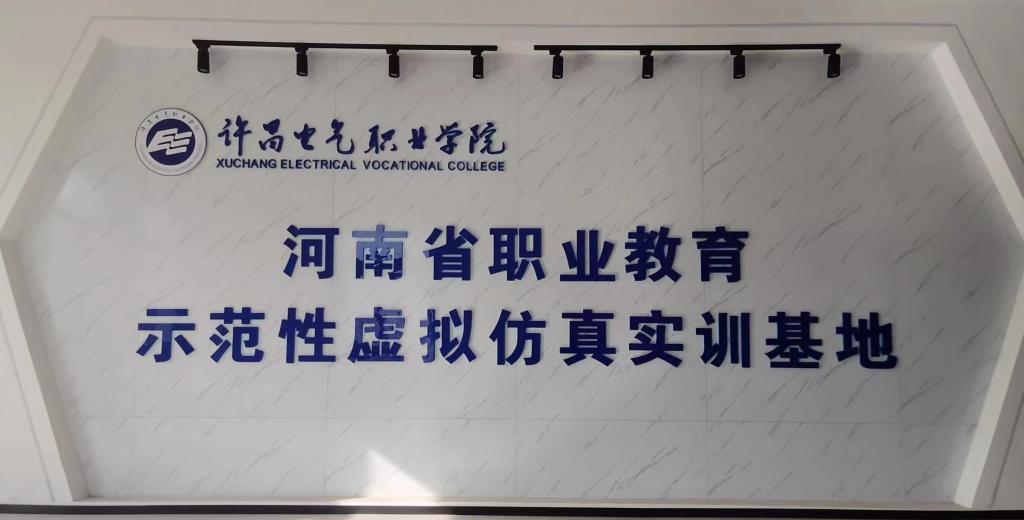 许昌电气职业学院
XUCHANG ELECTRICAL VOCATIONAL COLLEGE
河南省职业教育
示范性虚拟仿真实训基地